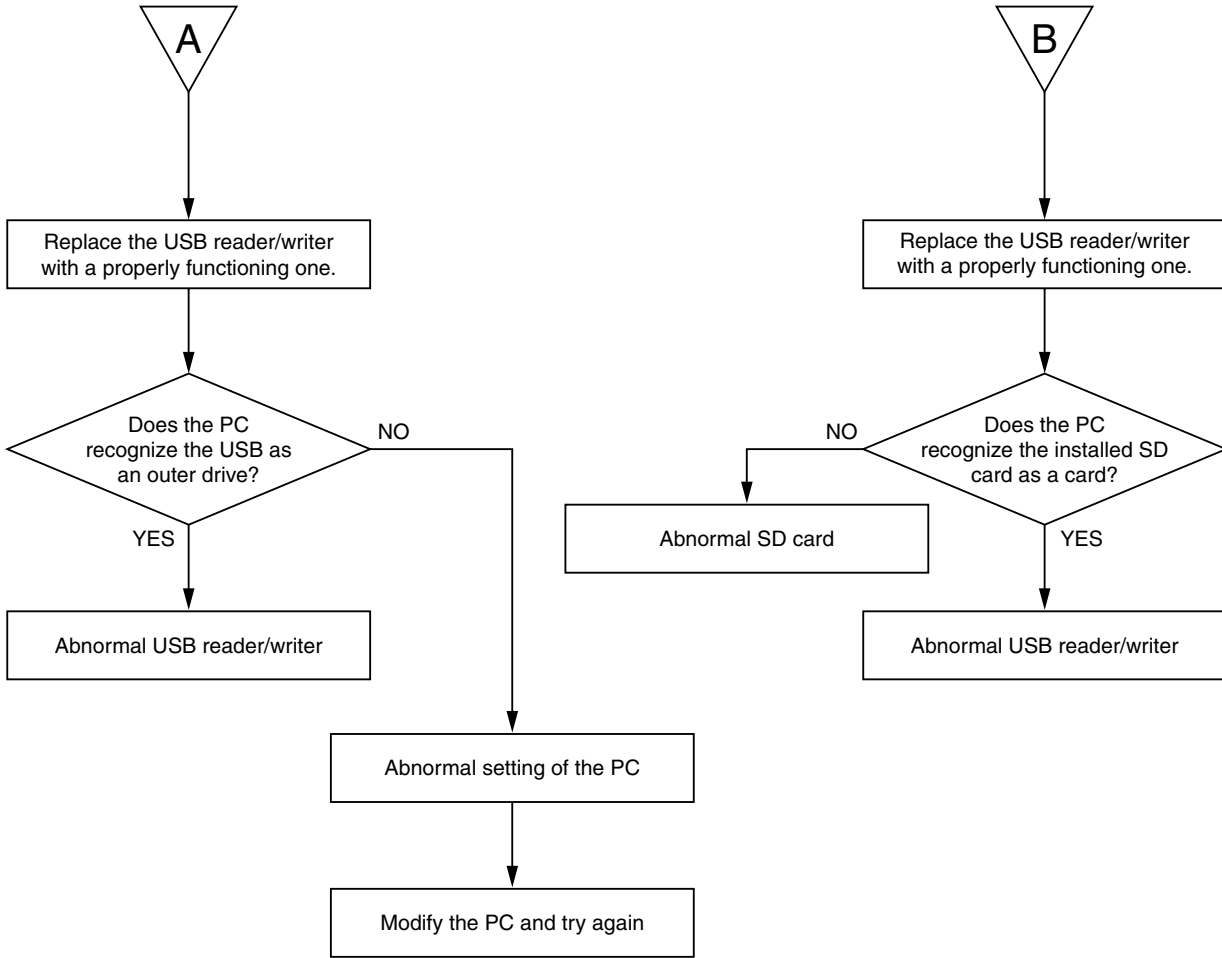 A
Replace the USB reader/writer
with a properly functioning one.
Does the PC
recognize the USB as
an outer drive?
NO
YES
Abnormal USB reader/writer
Abnormal setting of the PC
Modify the PC and try again
B
Replace the USB reader/writer
with a properly functioning one.
Does the PC
recognize the installed SD
card as a card?
NO
Abnormal SD card
YES
Abnormal USB reader/writer